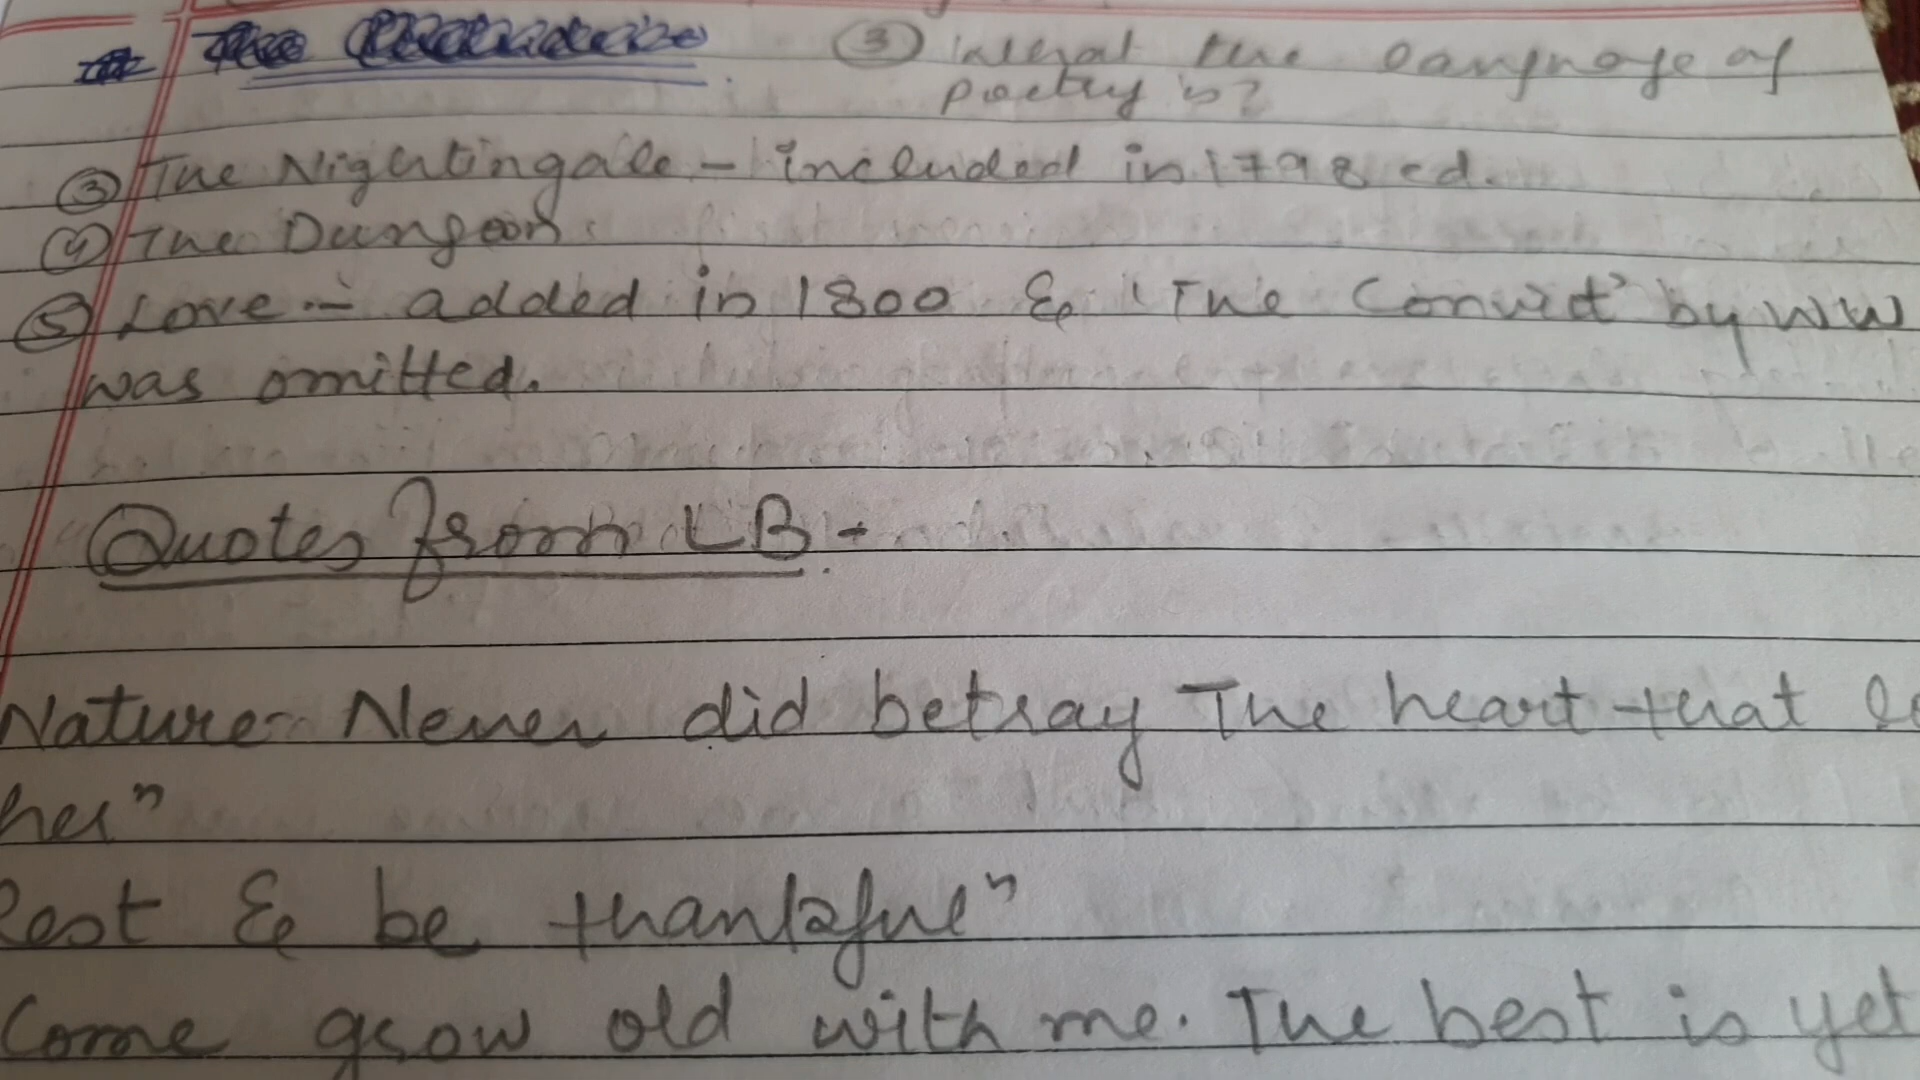 ③ What the language of
poetry is?
③ The Nightingale - included in 1798 ed.
④ The Dungeon.
⑤ Love - added in 1800 & 'The Convict' by WW
was omitted.
Quotes from LB -
Nature Never did betray The heart that
her"
Rest & be thankful"
Come grow old with me. The best is yet